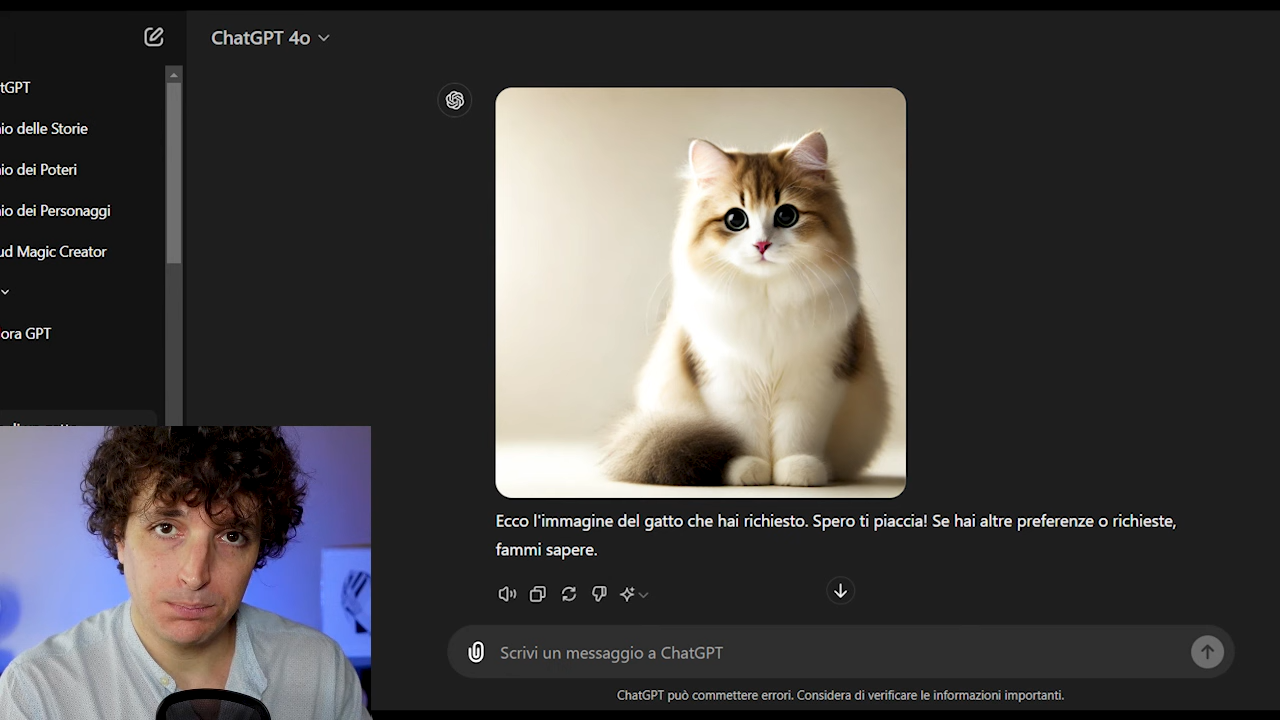 ChatGPT 4o
tGPT
io delle Storie
io dei Poteri
io dei Personaggi
ud Magic Creator
ora GPT
Ecco l'immagine del gatto che hai richiesto. Spero ti piaccia! Se hai altre preferenze o richieste,
fammi sapere.
Scrivi un messaggio a ChatGPT
ChatGPT può commettere errori. Considera di verificare le informazioni importanti.